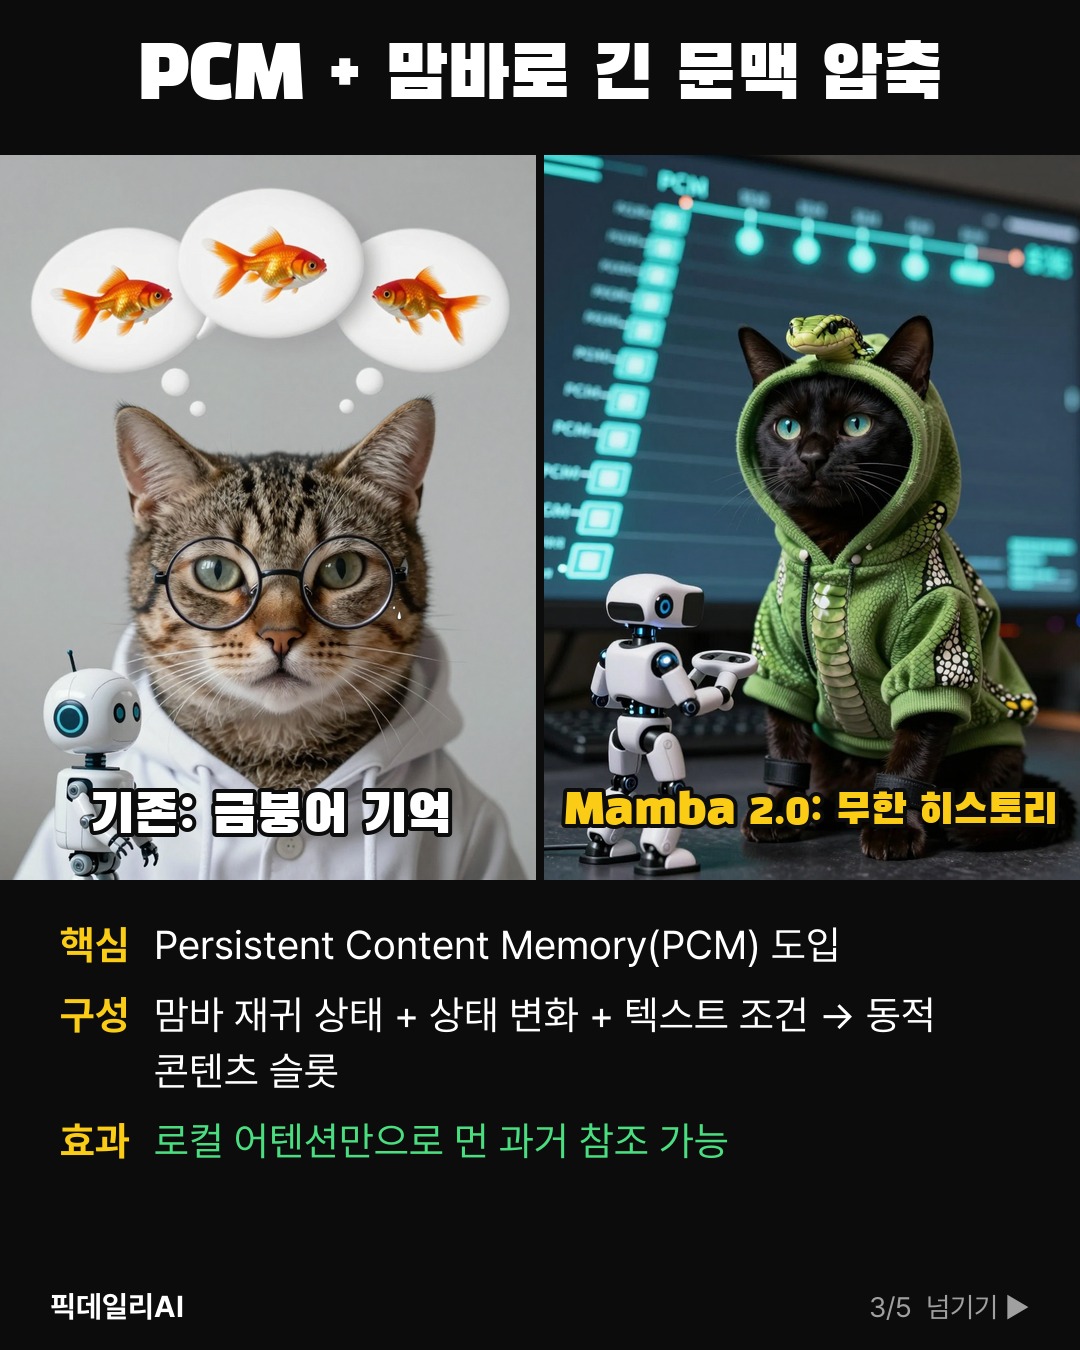 PCM + 맘바로 긴 문맥 압축
PCM
PCM
PCM
PCM
기존: 금붕어 기억
Mamba 2.0: 무한 히스토리
핵심 Persistent Content Memory(PCM) 도입
구성 맘바 재귀 상태 + 상태 변화 + 텍스트 조건 → 동적
콘텐츠 슬롯
효과 로컬 어텐션만으로 먼 과거 참조 가능
픽데일리AI
3/5 넘기기 ▶